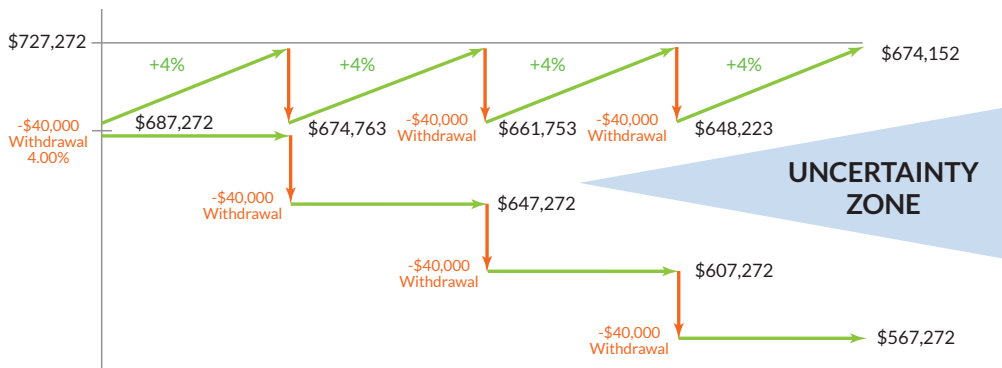 $727,272
+4%
+4%
+4%
+4%
$674,152
-$40,000
Withdrawal
4.00%
$687,272
$674,763
-$40,000
Withdrawal
$661,753
-$40,000
Withdrawal
$648,223
UNCERTAINTY
ZONE
-$40,000
Withdrawal
$647,272
-$40,000
Withdrawal
$607,272
-$40,000
Withdrawal
$567,272